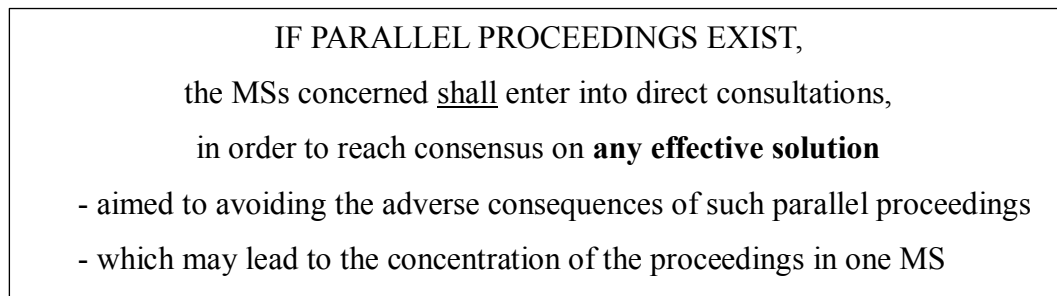 IF PARALLEL PROCEEDINGS EXIST,
the MSs concerned shall enter into direct consultations,
in order to reach consensus on any effective solution
- aimed to avoiding the adverse consequences of such parallel proceedings
- which may lead to the concentration of the proceedings in one MS